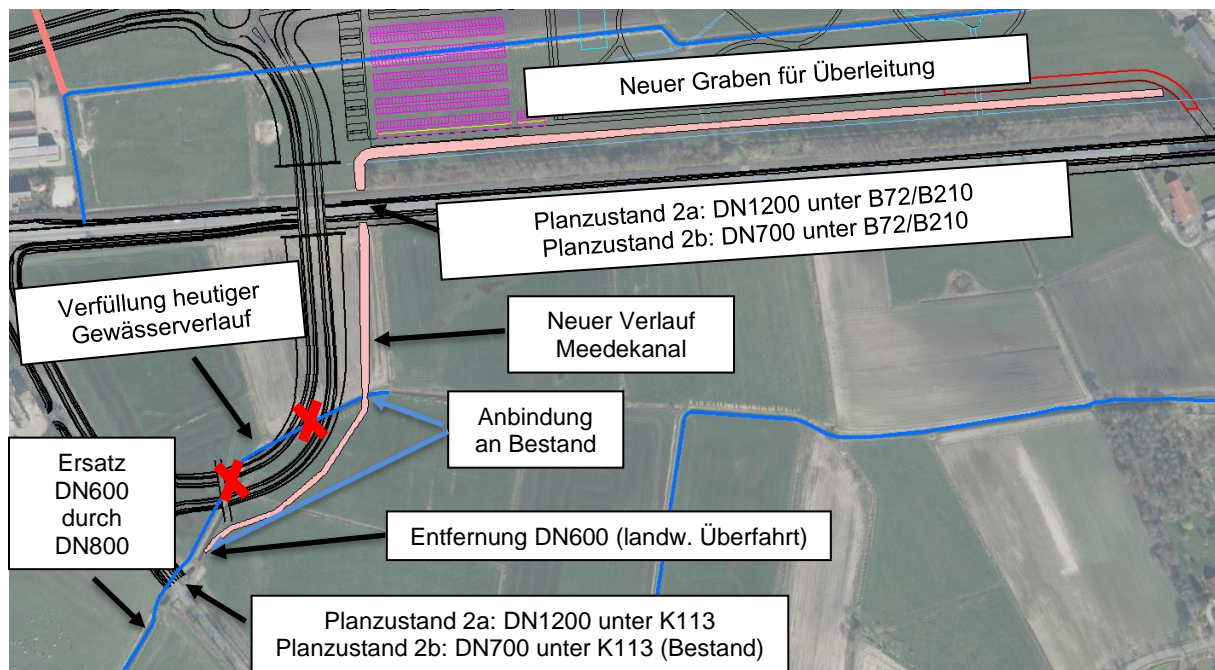 Neuer Graben für Überleitung
Planzustand 2a: DN1200 unter B72/B210
Planzustand 2b: DN700 unter B72/B210
Verfüllung heutiger
Gewässerverlauf
Neuer Verlauf
Meedekanal
Anbindung
an Bestand
Ersatz
DN600
durch
DN800
Entfernung DN600 (landw. Überfahrt)
Planzustand 2a: DN1200 unter K113
Planzustand 2b: DN700 unter K113 (Bestand)